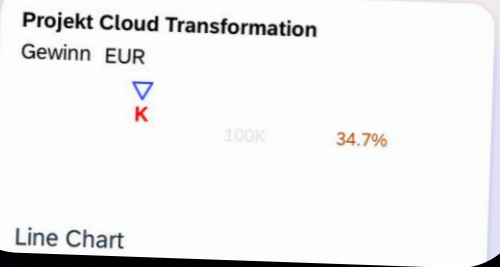 Projekt Cloud Transformation
Gewinn EUR
K
100K 34.7%
Line Chart